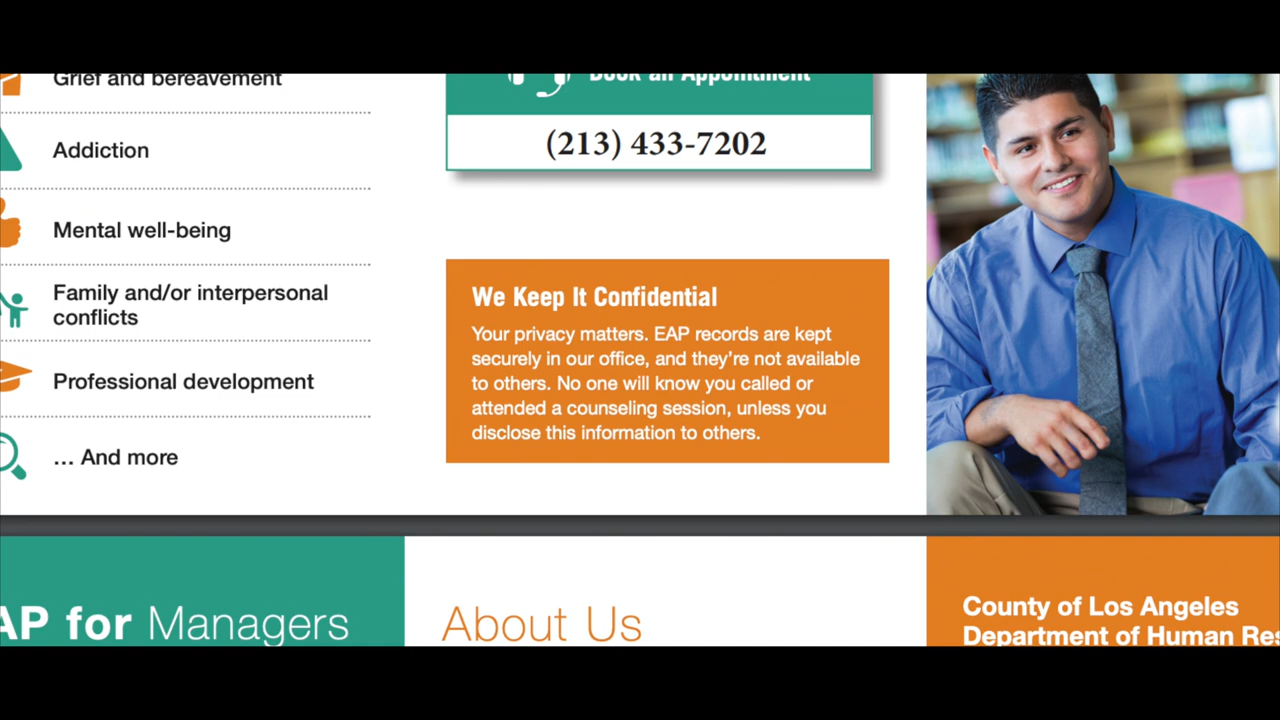 Grief and bereavement
Addiction
Mental well-being
Family and/or interpersonal
conflicts
Professional development
... And more
Book an Appointment
(213) 433-7202
We Keep It Confidential
Your privacy matters. EAP records are kept
securely in our office, and they're not available
to others. No one will know you called or
attended a counseling session, unless you
disclose this information to others.
AP for Managers
About Us
County of Los Angeles
Department of Human Res